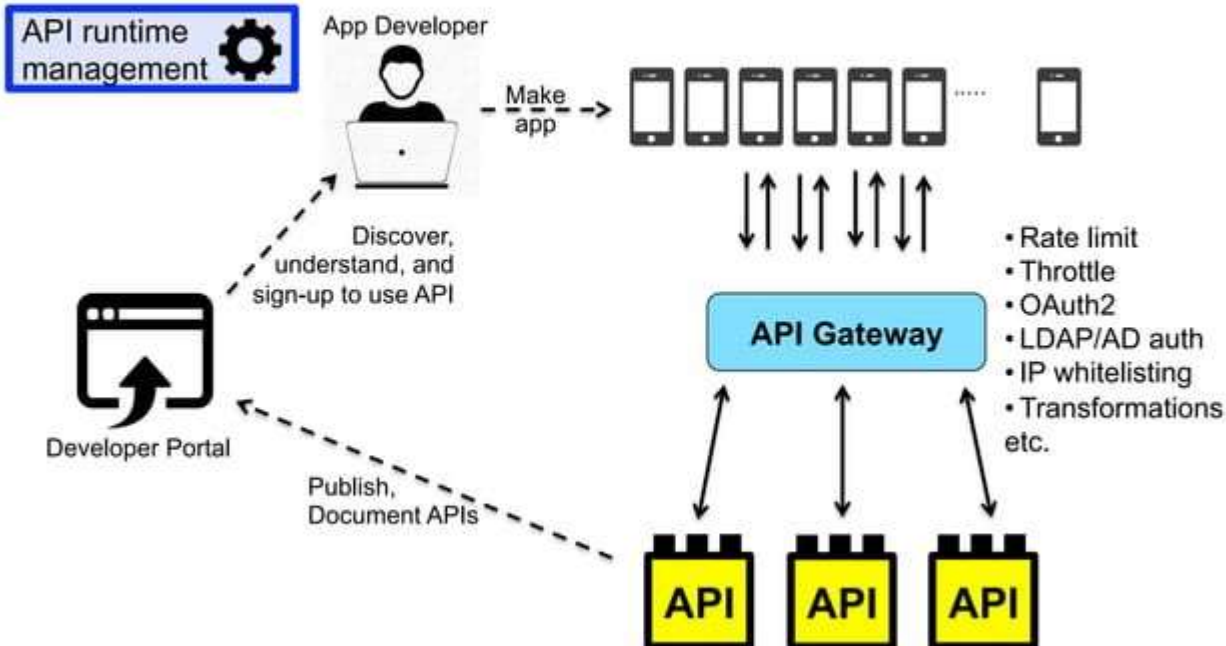 API runtime
management
App Developer
Make
app
.....
Discover,
understand, and
sign-up to use API
• Rate limit
• Throttle
• OAuth2
• LDAP/AD auth
• IP whitelisting
• Transformations
etc.
API Gateway
Developer Portal
Publish,
Document APIs
API
API
API